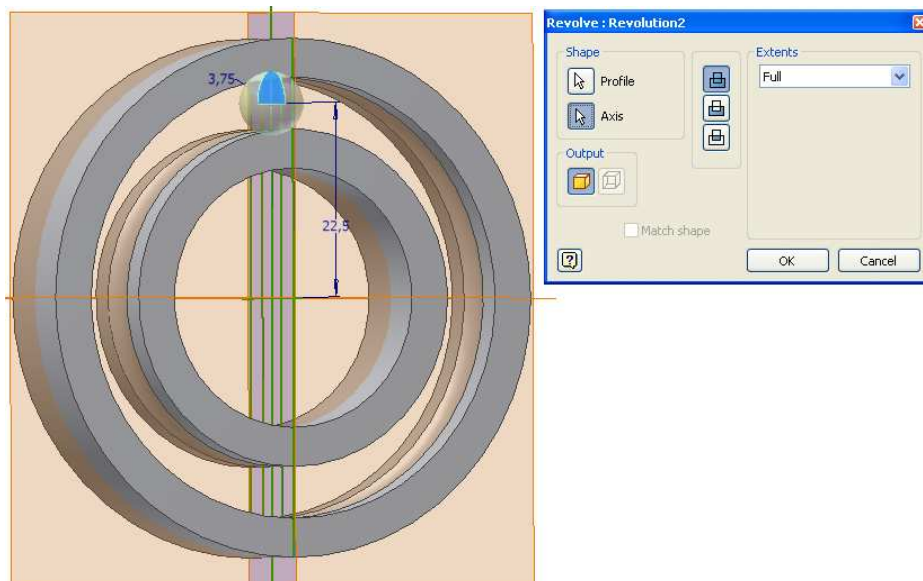 3,75
22,5
Revolve : Revolution2
Shape
Profile
Axis
Output
Match shape
Extents
Full
OK
Cancel